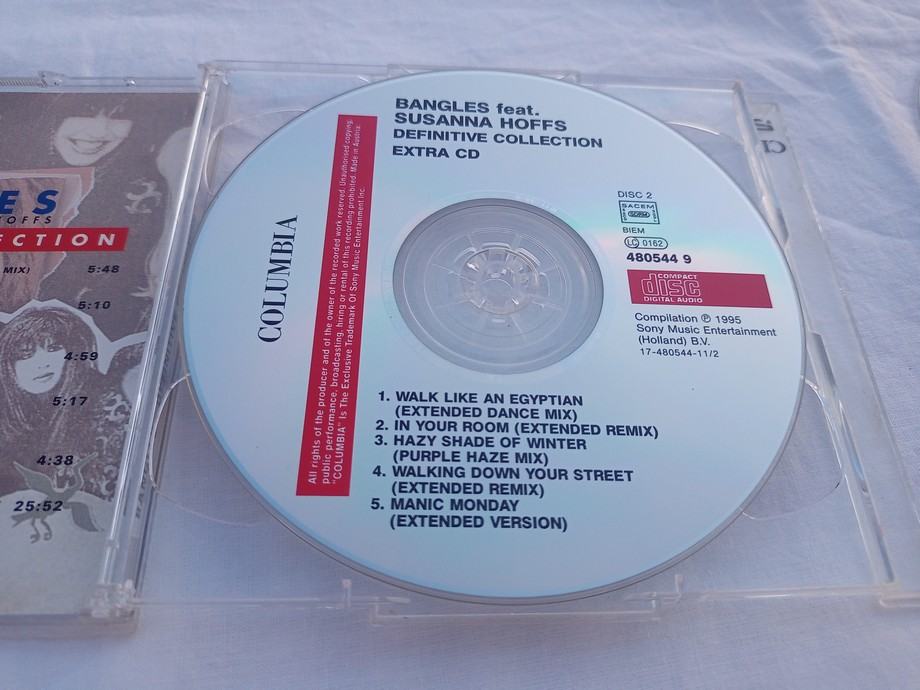 ES
OFFS
ECTION
MIX) 5:48
5:10
4:59
5:17
4:38
25:52
COLUMBIA
All rights of the producer and of the owner of the recorded work reserved. Unauthorised copying,
public performance, broadcasting, hiring or rental of this recording prohibited. Made in Austria.
"COLUMBIA" Is The Exclusive Trademark Of Sony Music Entertainment Inc.
BANGLES feat.
SUSANNA HOFFS
DEFINITIVE COLLECTION
EXTRA CD
DISC 2
SACEM
BIEM
LC 0162
480544 9
COMPACT
disc
DIGITAL AUDIO
Compilation ℗ 1995
Sony Music Entertainment
(Holland) B.V.
17-480544-11/2
1. WALK LIKE AN EGYPTIAN
(EXTENDED DANCE MIX)
2. IN YOUR ROOM (EXTENDED REMIX)
3. HAZY SHADE OF WINTER
(PURPLE HAZE MIX)
4. WALKING DOWN YOUR STREET
(EXTENDED REMIX)
5. MANIC MONDAY
(EXTENDED VERSION)